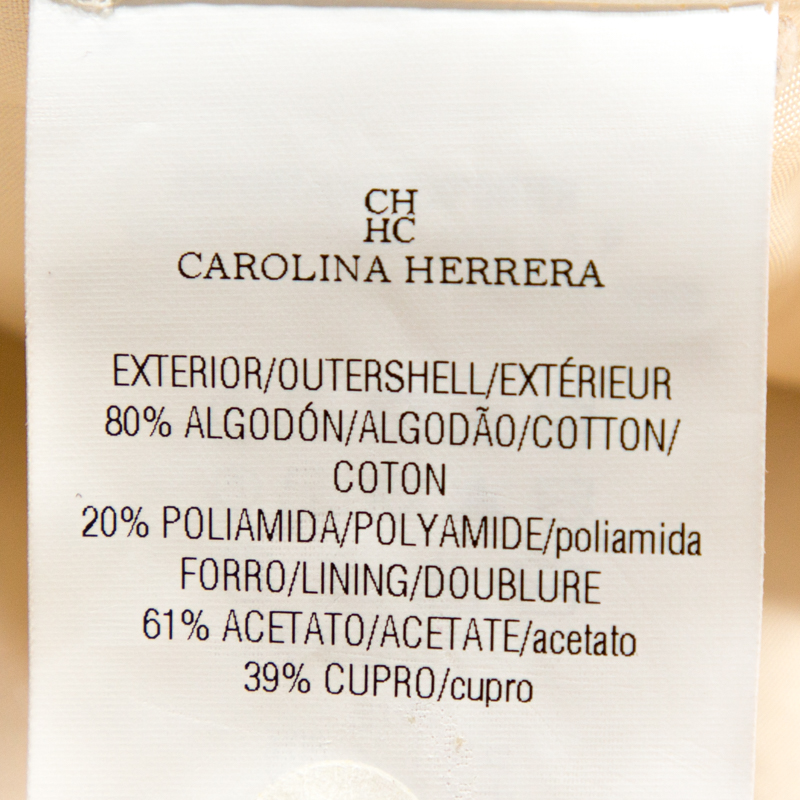 CH
HC
CAROLINA HERRERA
EXTERIOR/OUTERSHELL/EXTÉRIEUR
80% ALGODÓN/ALGODÃO/COTTON/
COTON
20% POLIAMIDA/POLYAMIDE/poliamida
FORRO/LINING/DOUBLURE
61% ACETATO/ACETATE/acetato
39% CUPRO/cupro